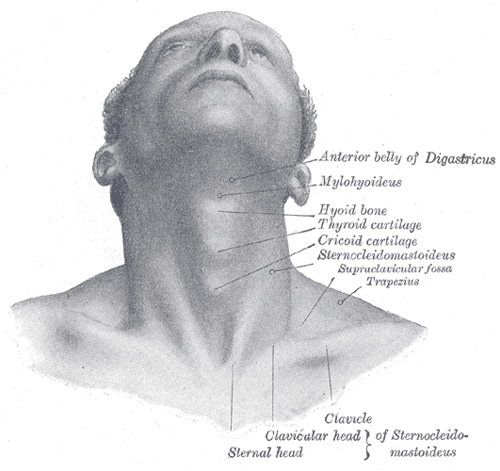 Anterior belly of Digastricus
Mylohyoideus
Hyoid bone
Thyroid cartilage
Cricoid cartilage
Sternocleidomastoideus
Supraclavicular fossa
Trapezius
Clavicle
Clavicular head } of Sternocleido-
Sternal head mastoideus